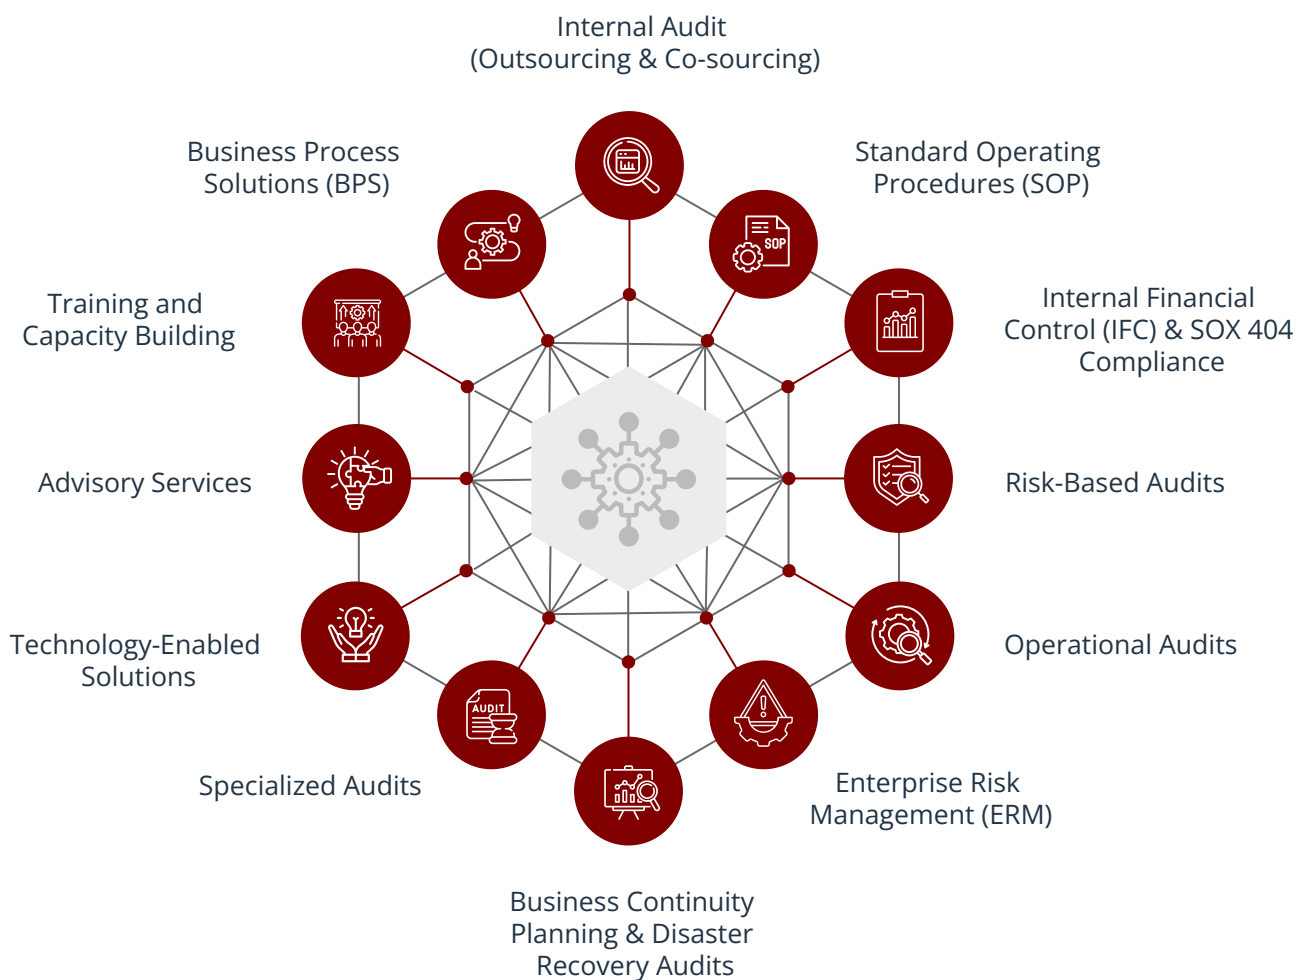 Internal Audit
(Outsourcing & Co-sourcing)
Business Process
Solutions (BPS)
Standard Operating
Procedures (SOP)
SOP
Training and
Capacity Building
Internal Financial
Control (IFC) & SOX 404
Compliance
Advisory Services
Risk-Based Audits
Technology-Enabled
Solutions
Operational Audits
AUDIT
Specialized Audits
Enterprise Risk
Management (ERM)
Business Continuity
Planning & Disaster
Recovery Audits